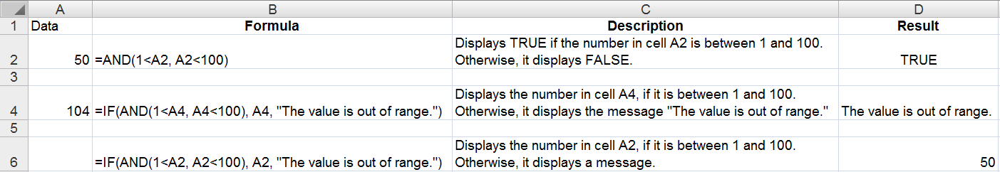 A B C D
1 Data Formula Description Result
Displays TRUE if the number in cell A2 is between 1 and 100.
2 50 =AND(1<A2, A2<100) Otherwise, it displays FALSE. TRUE
3
Displays the number in cell A4, if it is between 1 and 100.
4 104 =IF(AND(1<A4, A4<100), A4, "The value is out of range.") Otherwise, it displays the message "The value is out of range." The value is out of range.
5
Displays the number in cell A2, if it is between 1 and 100.
6 =IF(AND(1<A2, A2<100), A2, "The value is out of range.") Otherwise, it displays a message. 50